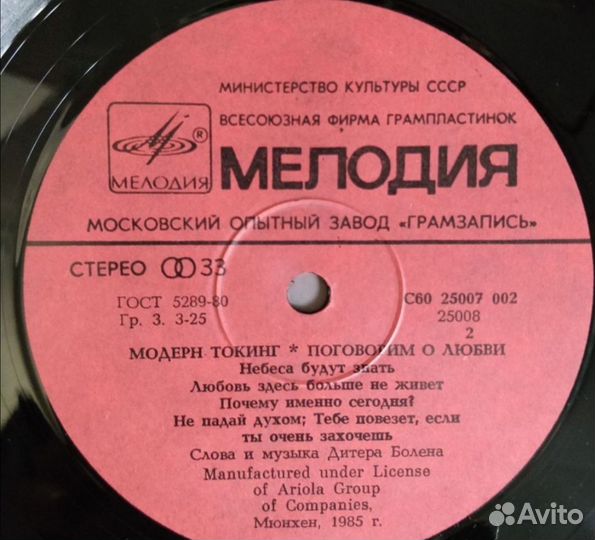 МИНИСТЕРСТВО КУЛЬТУРЫ СССР
ВСЕСОЮЗНАЯ ФИРМА ГРАМПЛАСТИНОК
®
МЕЛОДИЯ
МЕЛОДИЯ
МОСКОВСКИЙ ОПЫТНЫЙ ЗАВОД «ГРАМЗАПИСЬ»
СТЕРЕО 33
ГОСТ 5289-80
Гр. 3. 3-25
С60 25007 002
25008
2
МОДЕРН ТОКИНГ * ПОГОВОРИМ О ЛЮБВИ
Небеса будут знать
Любовь здесь больше не живет
Почему именно сегодня?
Не падай духом; Тебе повезет, если
ты очень захочешь
Слова и музыка Дитера Болена
Manufactured under License
of Ariola Group
of Companies,
Мюнхен, 1985 г.
Avito